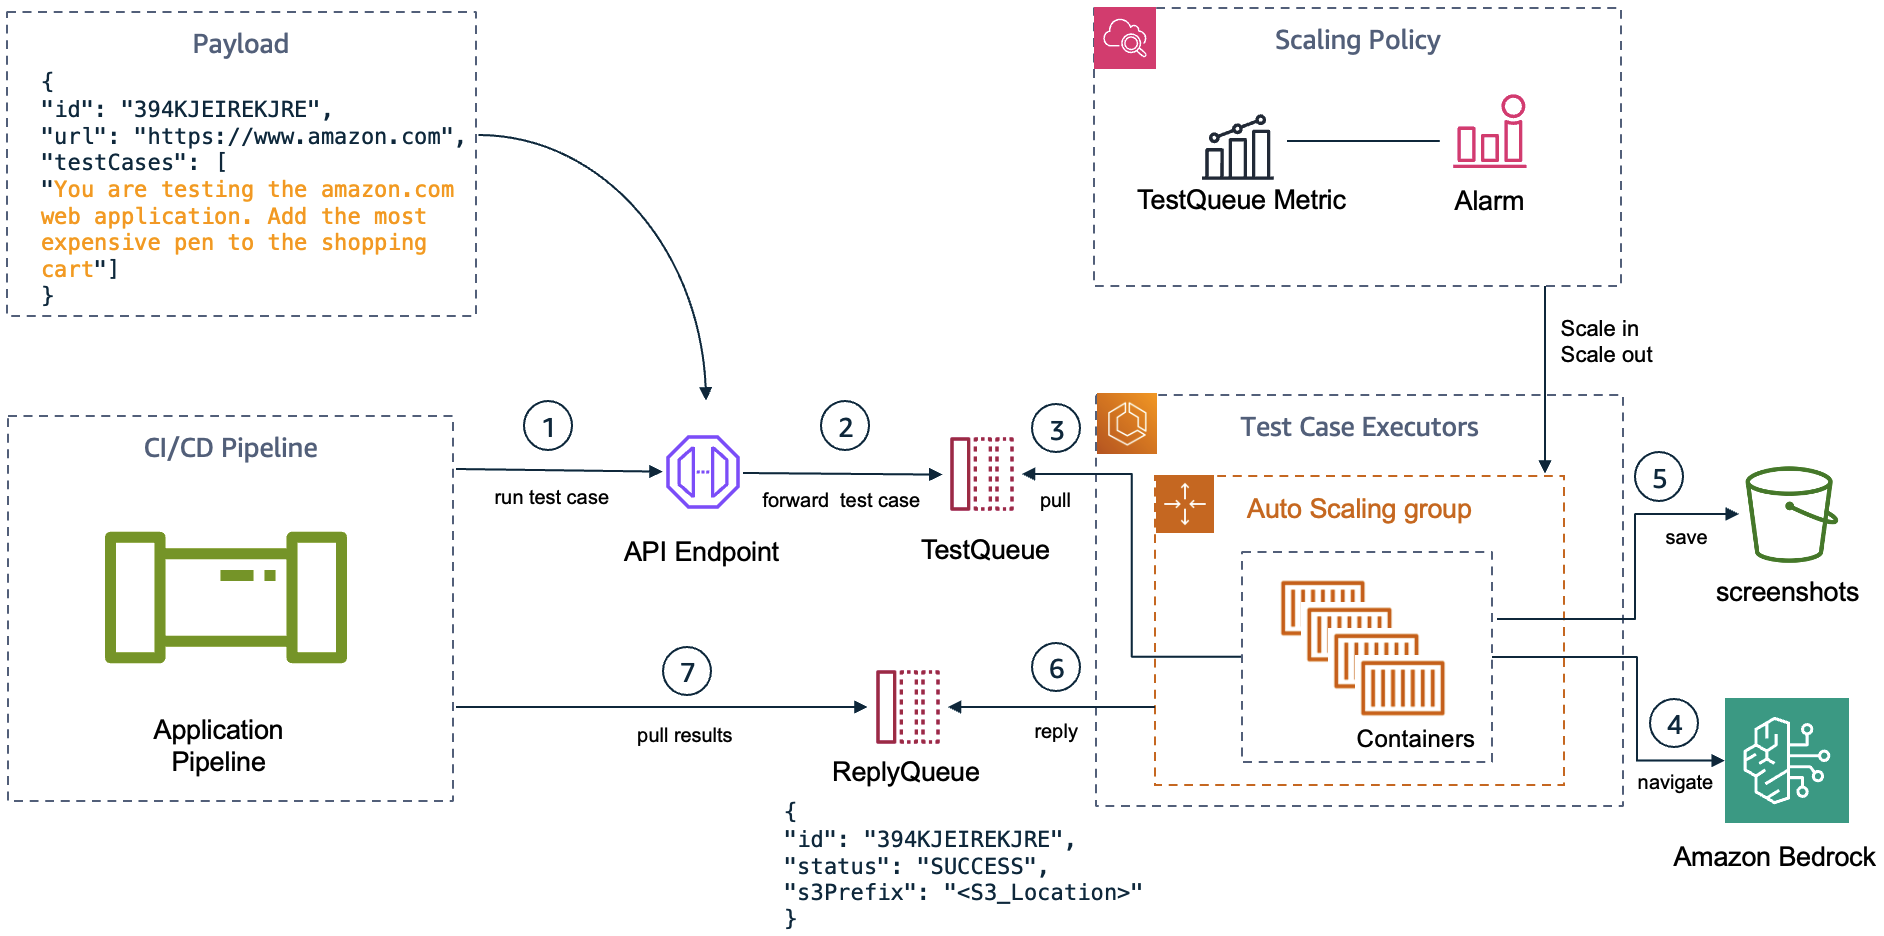 Payload
{
"id": "394KJEIREKJRE",
"url": "https://www.amazon.com",
"testCases": [
"You are testing the amazon.com
web application. Add the most
expensive pen to the shopping
cart"]
}
Scaling Policy
TestQueue Metric
Alarm
Scale in
Scale out
CI/CD Pipeline
Application
Pipeline
1
run test case
API Endpoint
2
forward test case
TestQueue
3
pull
Test Case Executors
Auto Scaling group
Containers
5
save
screenshots
4
navigate
Amazon Bedrock
6
reply
7
pull results
ReplyQueue
{
"id": "394KJEIREKJRE",
"status": "SUCCESS",
"s3Prefix": "<S3_Location>"
}